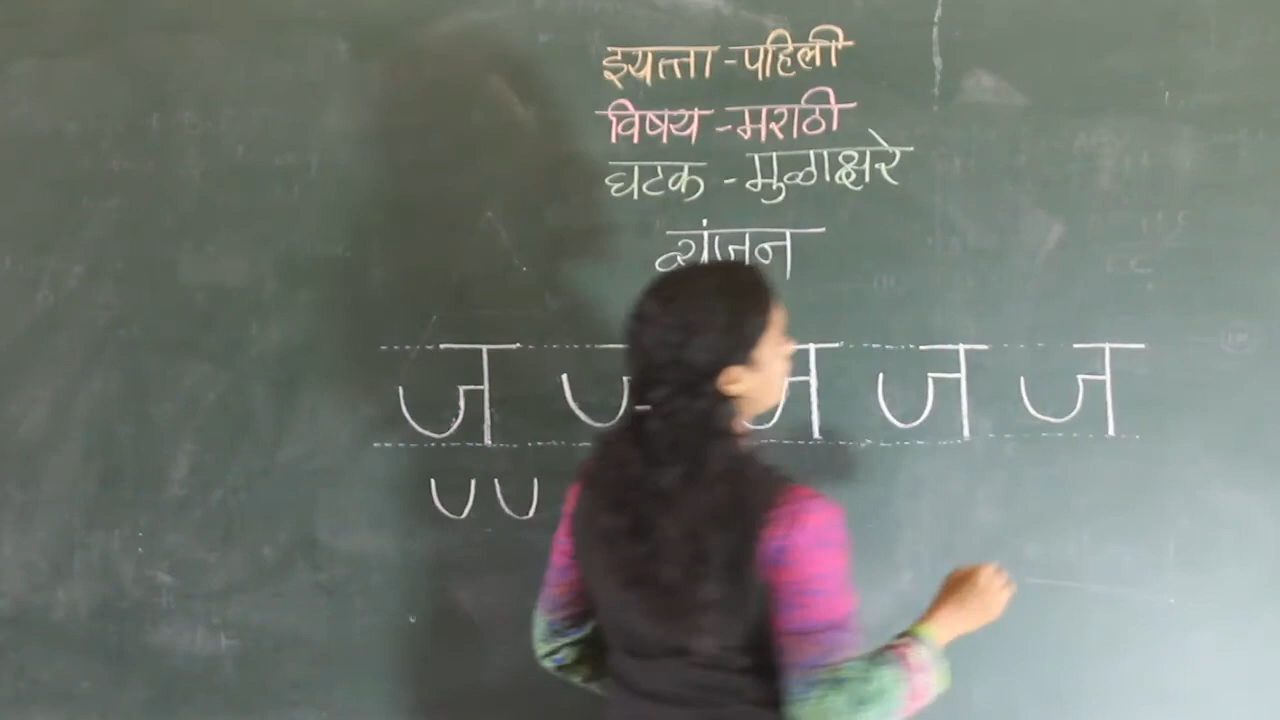 इयत्ता - पहिली
विषय - मराठी
घटक - मुळाक्षरे
व्यंजन
ज ज ज ज